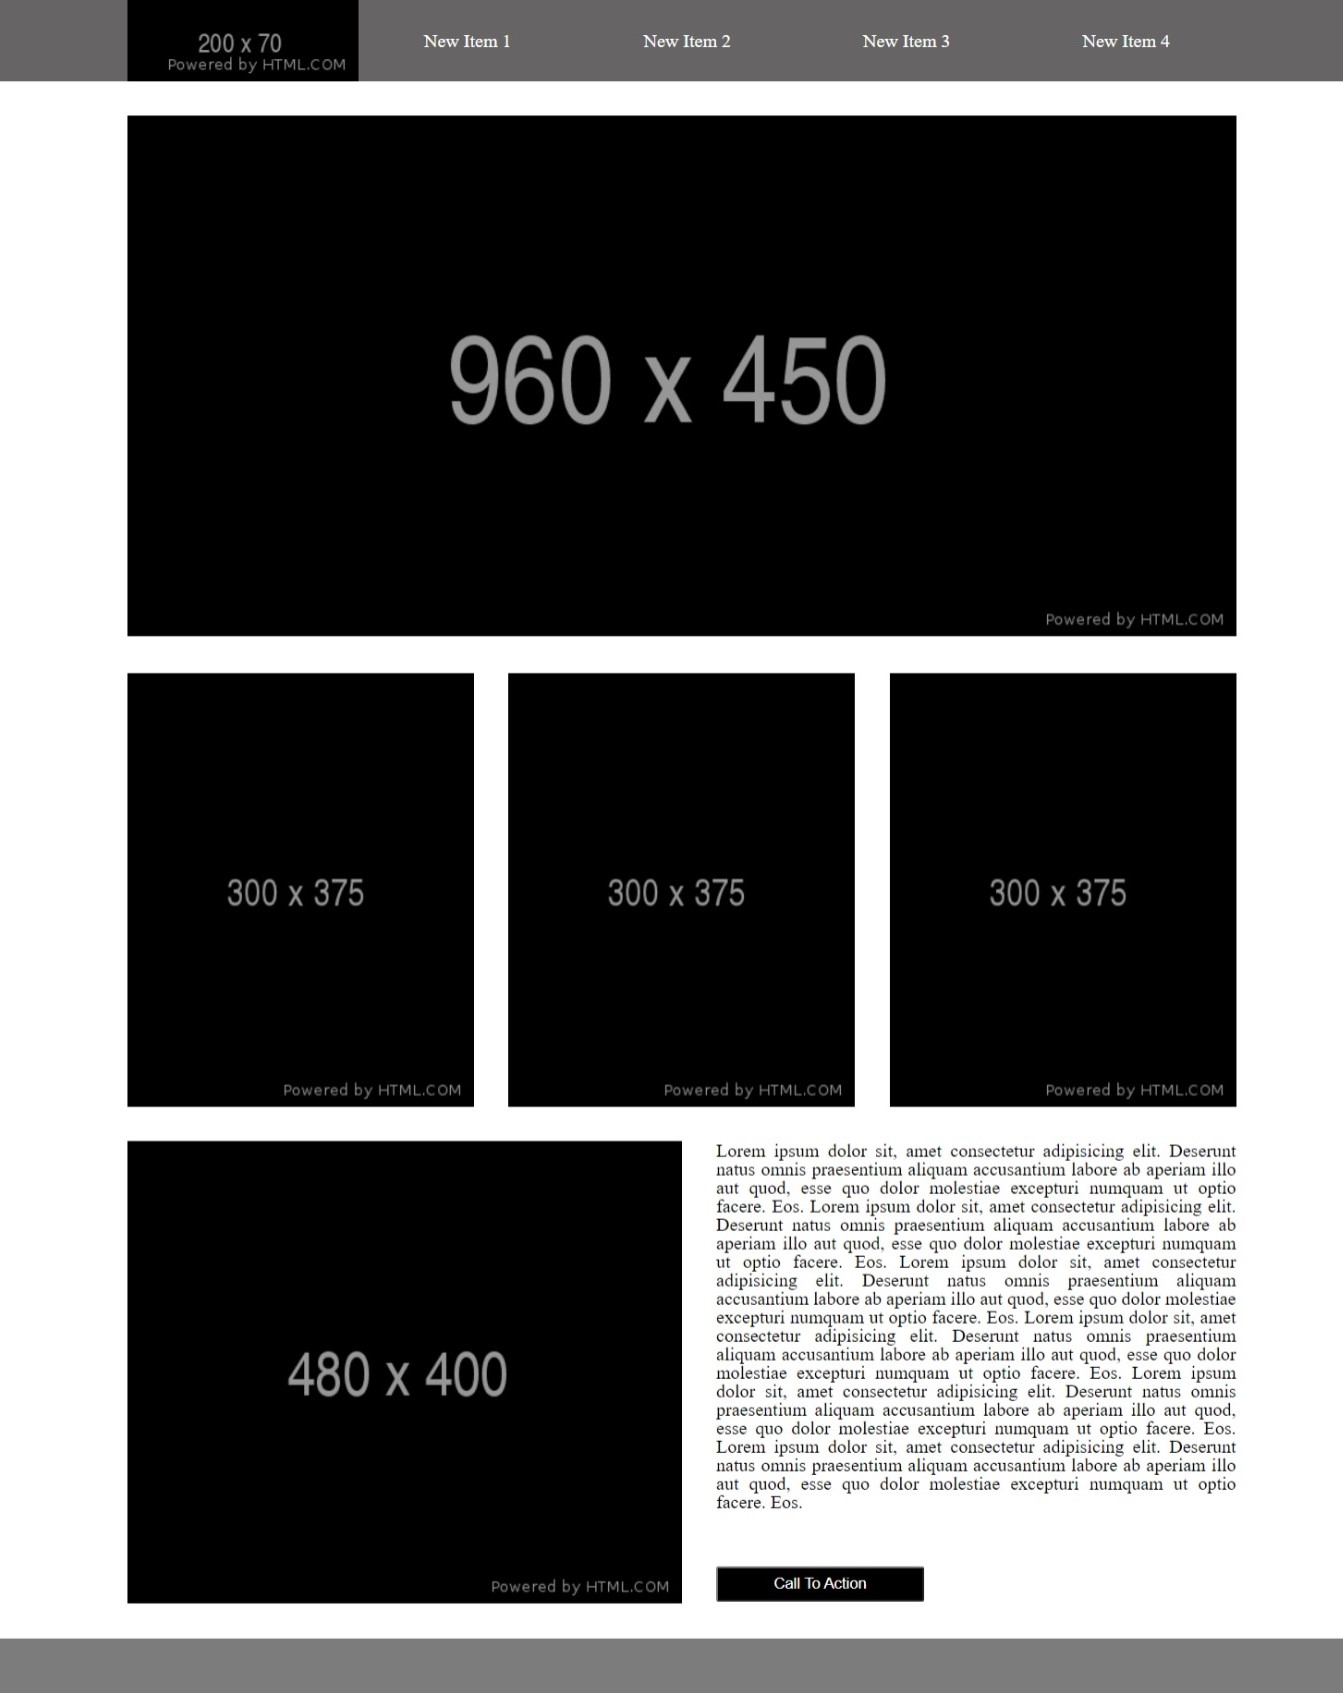 200 x 70
Powered by HTML.COM
New Item 1
New Item 2
New Item 3
New Item 4
960 x 450
Powered by HTML.COM
300 x 375
Powered by HTML.COM
300 x 375
Powered by HTML.COM
300 x 375
Powered by HTML.COM
480 x 400
Powered by HTML.COM
Lorem ipsum dolor sit, amet consectetur adipisicing elit. Deserunt
natus omnis praesentium aliquam accusantium labore ab aperiam illo
aut quod, esse quo dolor molestiae excepturi numquam ut optio
facere. Eos. Lorem ipsum dolor sit, amet consectetur adipisicing elit.
Deserunt natus omnis praesentium aliquam accusantium labore ab
aperiam illo aut quod, esse quo dolor molestiae excepturi numquam
ut optio facere. Eos. Lorem ipsum dolor sit, amet consectetur
adipisicing elit. Deserunt natus omnis praesentium aliquam
accusantium labore ab aperiam illo aut quod, esse quo dolor molestiae
excepturi numquam ut optio facere. Eos. Lorem ipsum dolor sit, amet
consectetur adipisicing elit. Deserunt natus omnis praesentium
aliquam accusantium labore ab aperiam illo aut quod, esse quo dolor
molestiae excepturi numquam ut optio facere. Eos. Lorem ipsum
dolor sit, amet consectetur adipisicing elit. Deserunt natus omnis
praesentium aliquam accusantium labore ab aperiam illo aut quod,
esse quo dolor molestiae excepturi numquam ut optio facere. Eos.
Lorem ipsum dolor sit, amet consectetur adipisicing elit. Deserunt
natus omnis praesentium aliquam accusantium labore ab aperiam illo
aut quod, esse quo dolor molestiae excepturi numquam ut optio
facere. Eos.
Call To Action